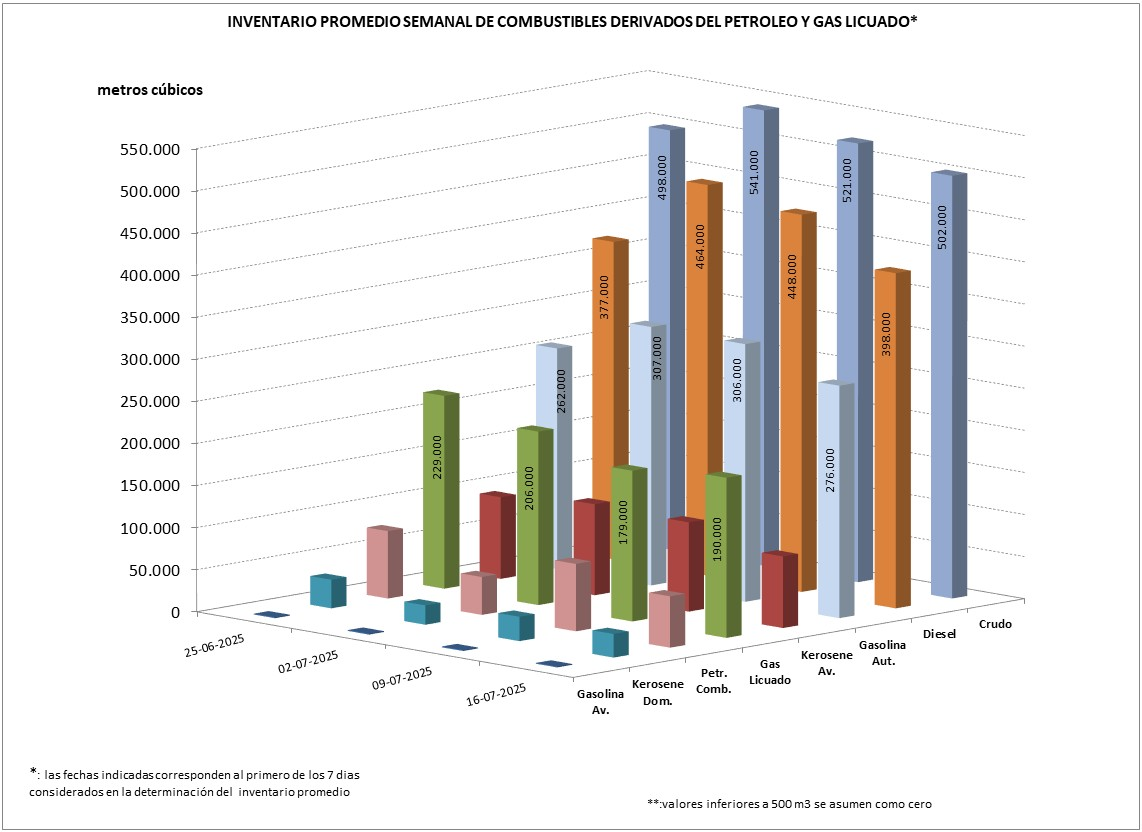 INVENTARIO PROMEDIO SEMANAL DE COMBUSTIBLES DERIVADOS DEL PETROLEO Y GAS LICUADO*
metros cúbicos
550.000
500.000
450.000
400.000
350.000
300.000
250.000
200.000
150.000
100.000
50.000
0
498.000
541.000
521.000
502.000
377.000
464.000
448.000
398.000
262.000
307.000
306.000
276.000
229.000
206.000
179.000
190.000
25-06-2025
02-07-2025
09-07-2025
16-07-2025
Gasolina
Av.
Kerosene
Dom.
Petr.
Comb.
Gas
Licuado
Kerosene
Av.
Gasolina
Aut.
Diesel
Crudo
*: las fechas indicadas corresponden al primero de los 7 dias
considerados en la determinación del inventario promedio
**:valores inferiores a 500 m3 se asumen como cero